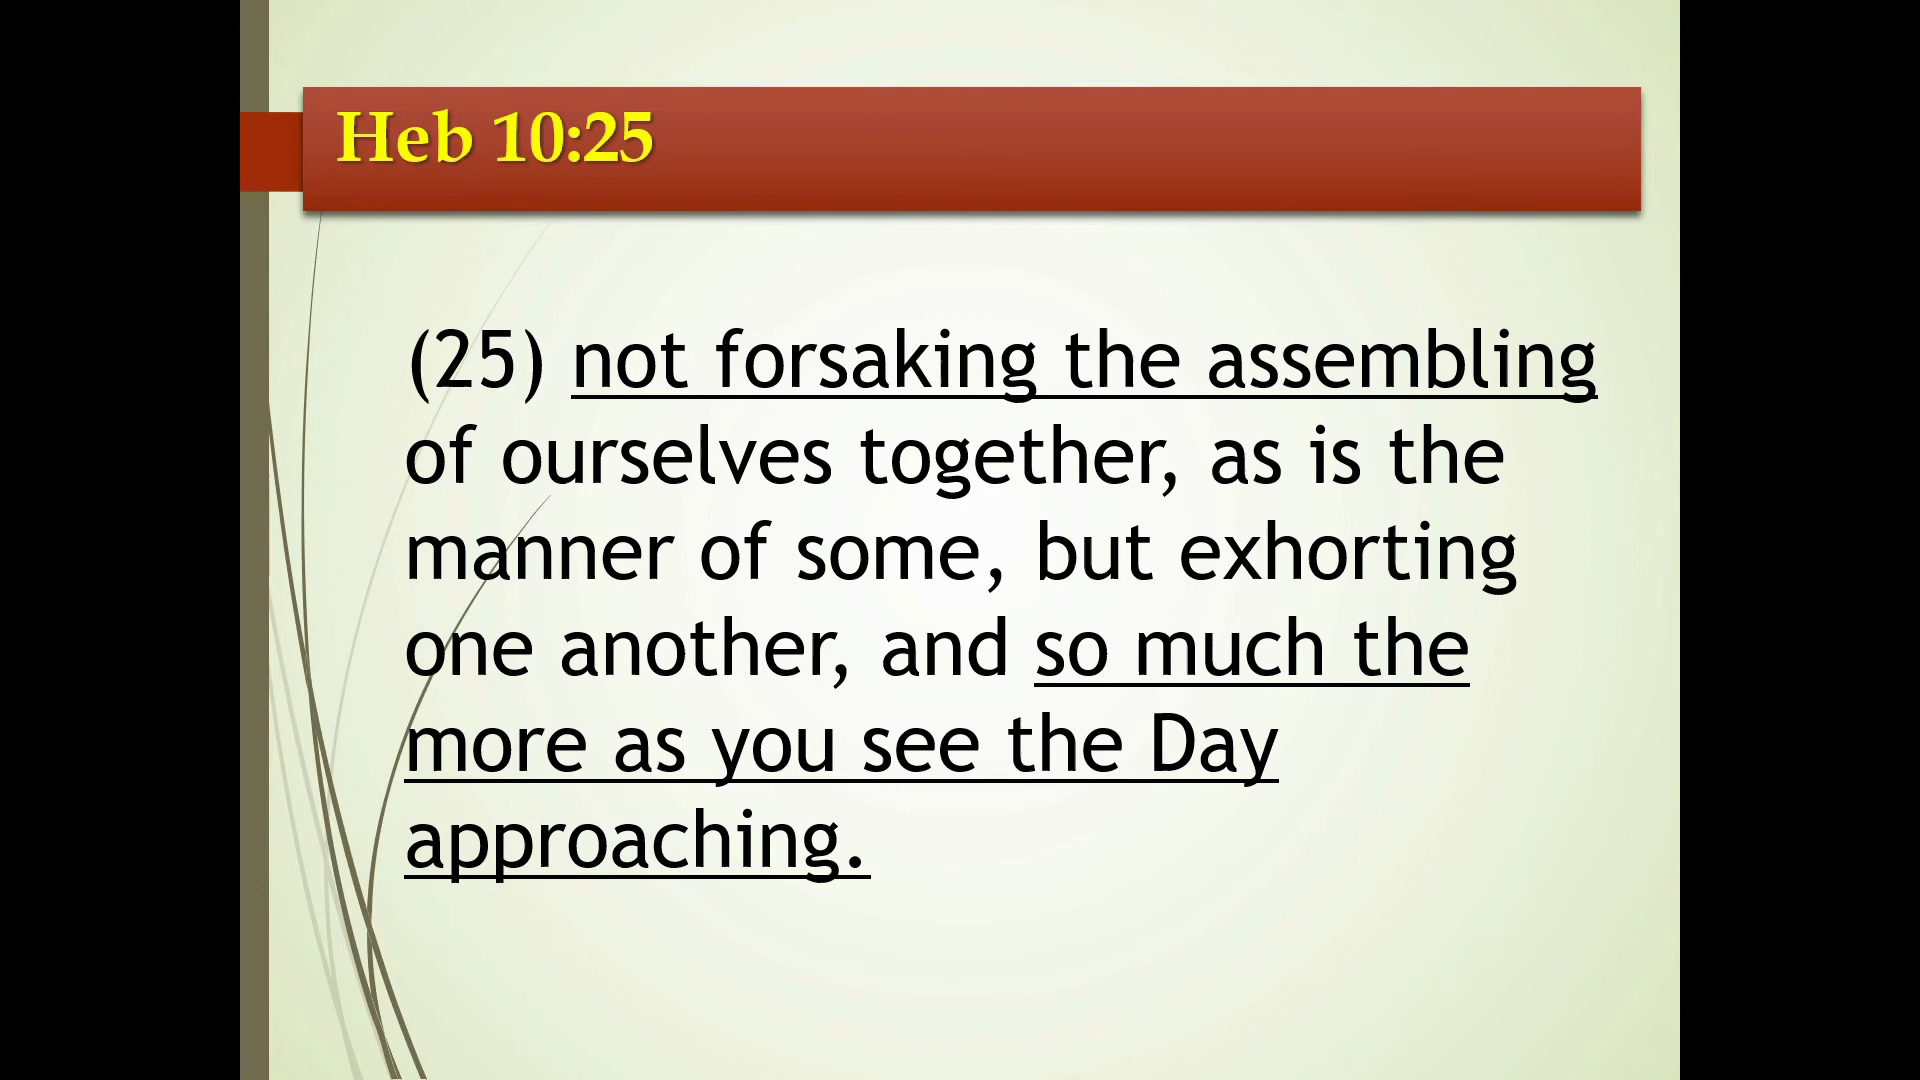 Heb 10:25
(25) not forsaking the assembling
of ourselves together, as is the
manner of some, but exhorting
one another, and so much the
more as you see the Day
approaching.